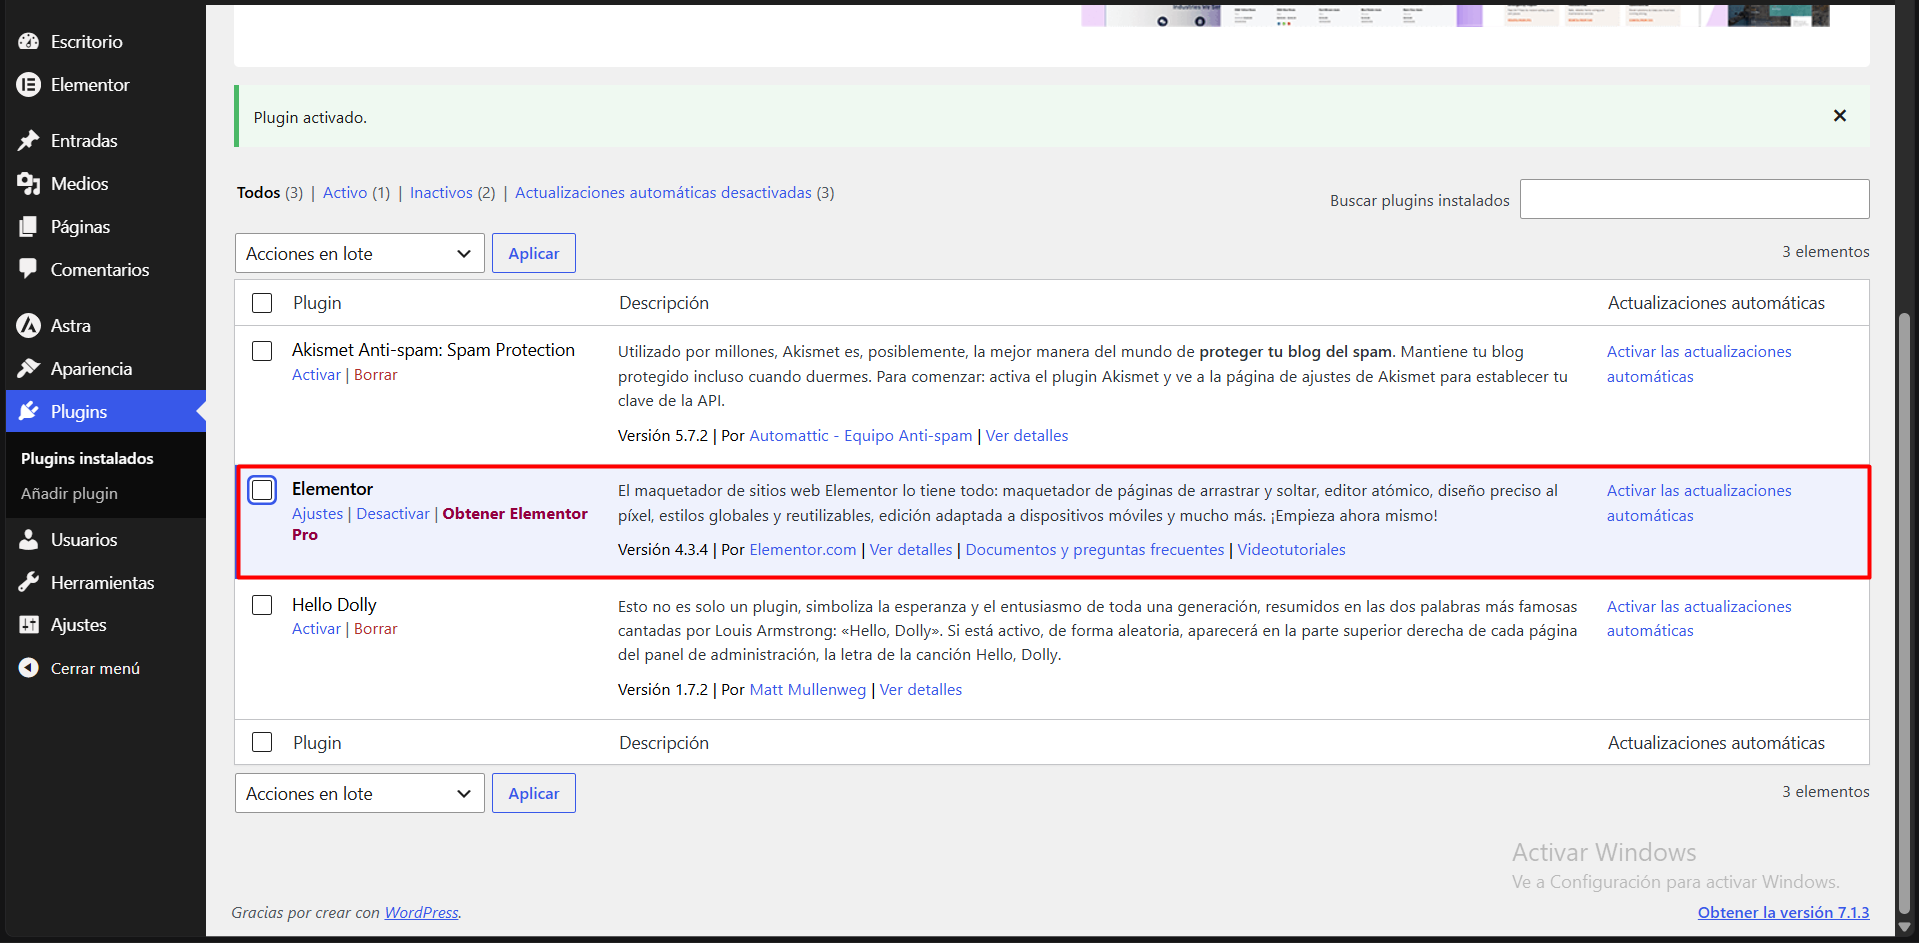 Escritorio
Elementor
Entradas
Medios
Páginas
Comentarios
Astra
Apariencia
Plugins
Plugins instalados
Añadir plugin
Usuarios
Herramientas
Ajustes
Cerrar menú
Plugin activado.
Todos (3) | Activo (1) | Inactivos (2) | Actualizaciones automáticas desactivadas (3)
Buscar plugins instalados
Acciones en lote
Aplicar
3 elementos
Plugin Descripción Actualizaciones automáticas
Akismet Anti-spam: Spam Protection
Activar | Borrar
Utilizado por millones, Akismet es, posiblemente, la mejor manera del mundo de proteger tu blog del spam. Mantiene tu blog
protegido incluso cuando duermes. Para comenzar: activa el plugin Akismet y ve a la página de ajustes de Akismet para establecer tu
clave de la API.
Versión 5.7.2 | Por Automattic - Equipo Anti-spam | Ver detalles
Activar las actualizaciones
automáticas
Elementor
Ajustes | Desactivar | Obtener Elementor
Pro
El maquetador de sitios web Elementor lo tiene todo: maquetador de páginas de arrastrar y soltar, editor atómico, diseño preciso al
píxel, estilos globales y reutilizables, edición adaptada a dispositivos móviles y mucho más. ¡Empieza ahora mismo!
Versión 4.3.4 | Por Elementor.com | Ver detalles | Documentos y preguntas frecuentes | Videotutoriales
Activar las actualizaciones
automáticas
Hello Dolly
Activar | Borrar
Esto no es solo un plugin, simboliza la esperanza y el entusiasmo de toda una generación, resumidos en las dos palabras más famosas
cantadas por Louis Armstrong: «Hello, Dolly». Si está activo, de forma aleatoria, aparecerá en la parte superior derecha de cada página
del panel de administración, la letra de la canción Hello, Dolly.
Versión 1.7.2 | Por Matt Mullenweg | Ver detalles
Activar las actualizaciones
automáticas
Plugin Descripción Actualizaciones automáticas
Acciones en lote
Aplicar
3 elementos
Activar Windows
Ve a Configuración para activar Windows.
Gracias por crear con WordPress.
Obtener la versión 7.1.3